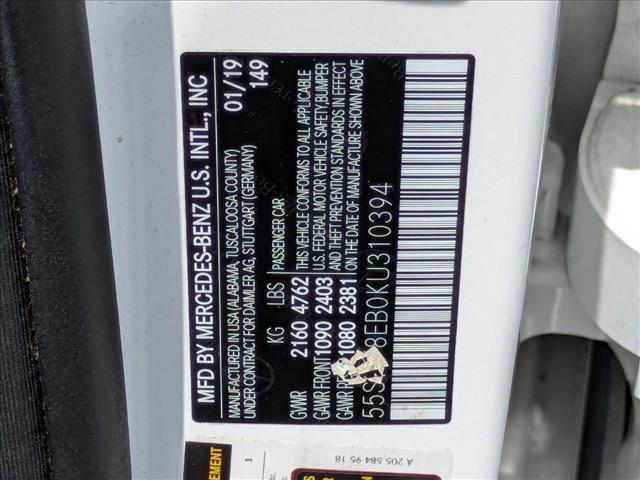 MFD BY MERCEDES-BENZ U.S. INTL., INC
MANUFACTURED IN USA (ALABAMA, TUSCALOOSA COUNTY)
UNDER CONTRACT FOR DAIMLER AG, STUTTGART (GERMANY)
01/19
149
KG LBS PASSENGER CAR
GVWR 2160 4762 THIS VEHICLE CONFORMS TO ALL APPLICABLE
GAWR FRONT 1090 2403 U.S. FEDERAL MOTOR VEHICLE SAFETY,BUMPER
GAWR 1080 2381 AND THEFT PREVENTION STANDARDS IN EFFECT
ON THE DATE OF MANUFACTURE SHOWN ABOVE
8EB0KU310394
A 205 584 95 18
3